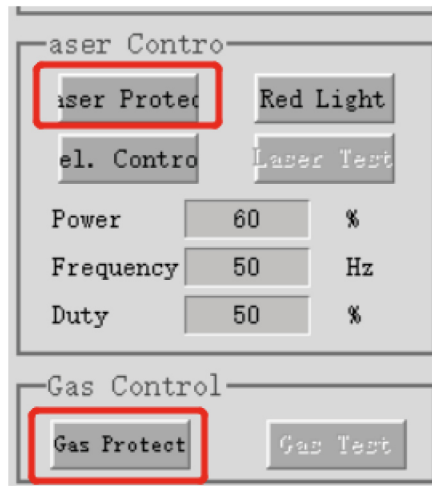 aser Contro
aser Protec Red Light
el. Contro Laser Test
Power 60 %
Frequency 50 Hz
Duty 50 %
Gas Control
Gas Protect Gas Test